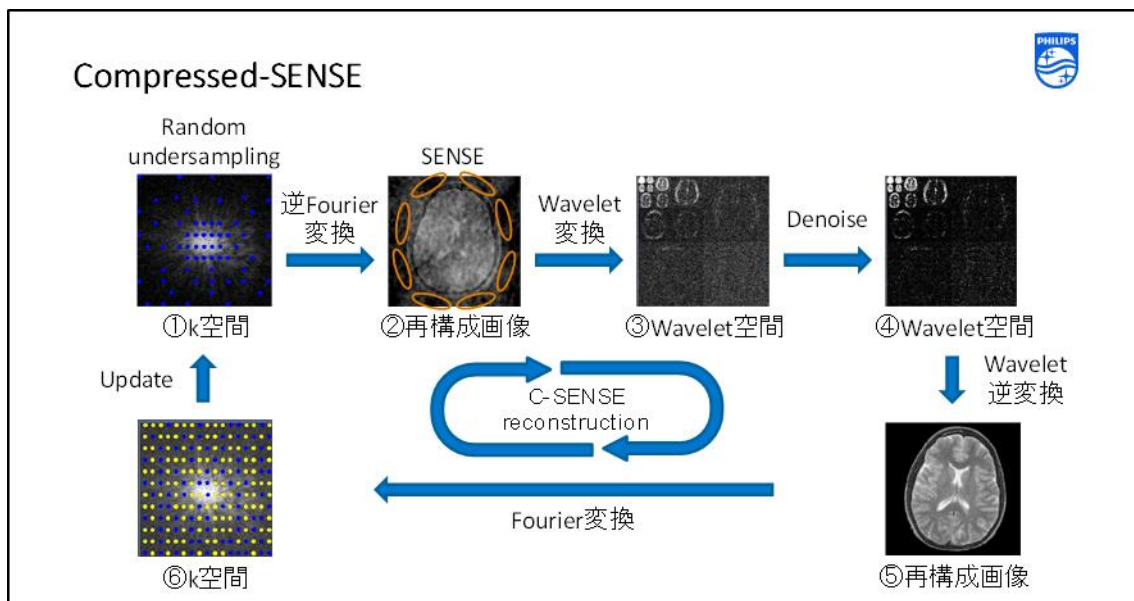 PHILIPS
Compressed-SENSE
Random
undersampling
SENSE
逆Fourier
変換
Wavelet
変換
Denoise
①k空間
②再構成画像
③Wavelet空間
④Wavelet空間
Update
C-SENSE
reconstruction
Wavelet
逆変換
Fourier変換
⑥k空間
⑤再構成画像